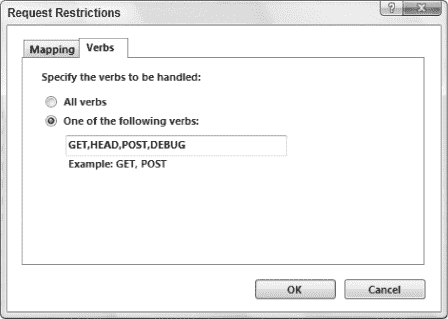 Request Restrictions
Mapping
Verbs
Specify the verbs to be handled:
All verbs
One of the following verbs:
GET,HEAD,POST,DEBUG
Example: GET, POST
OK
Cancel